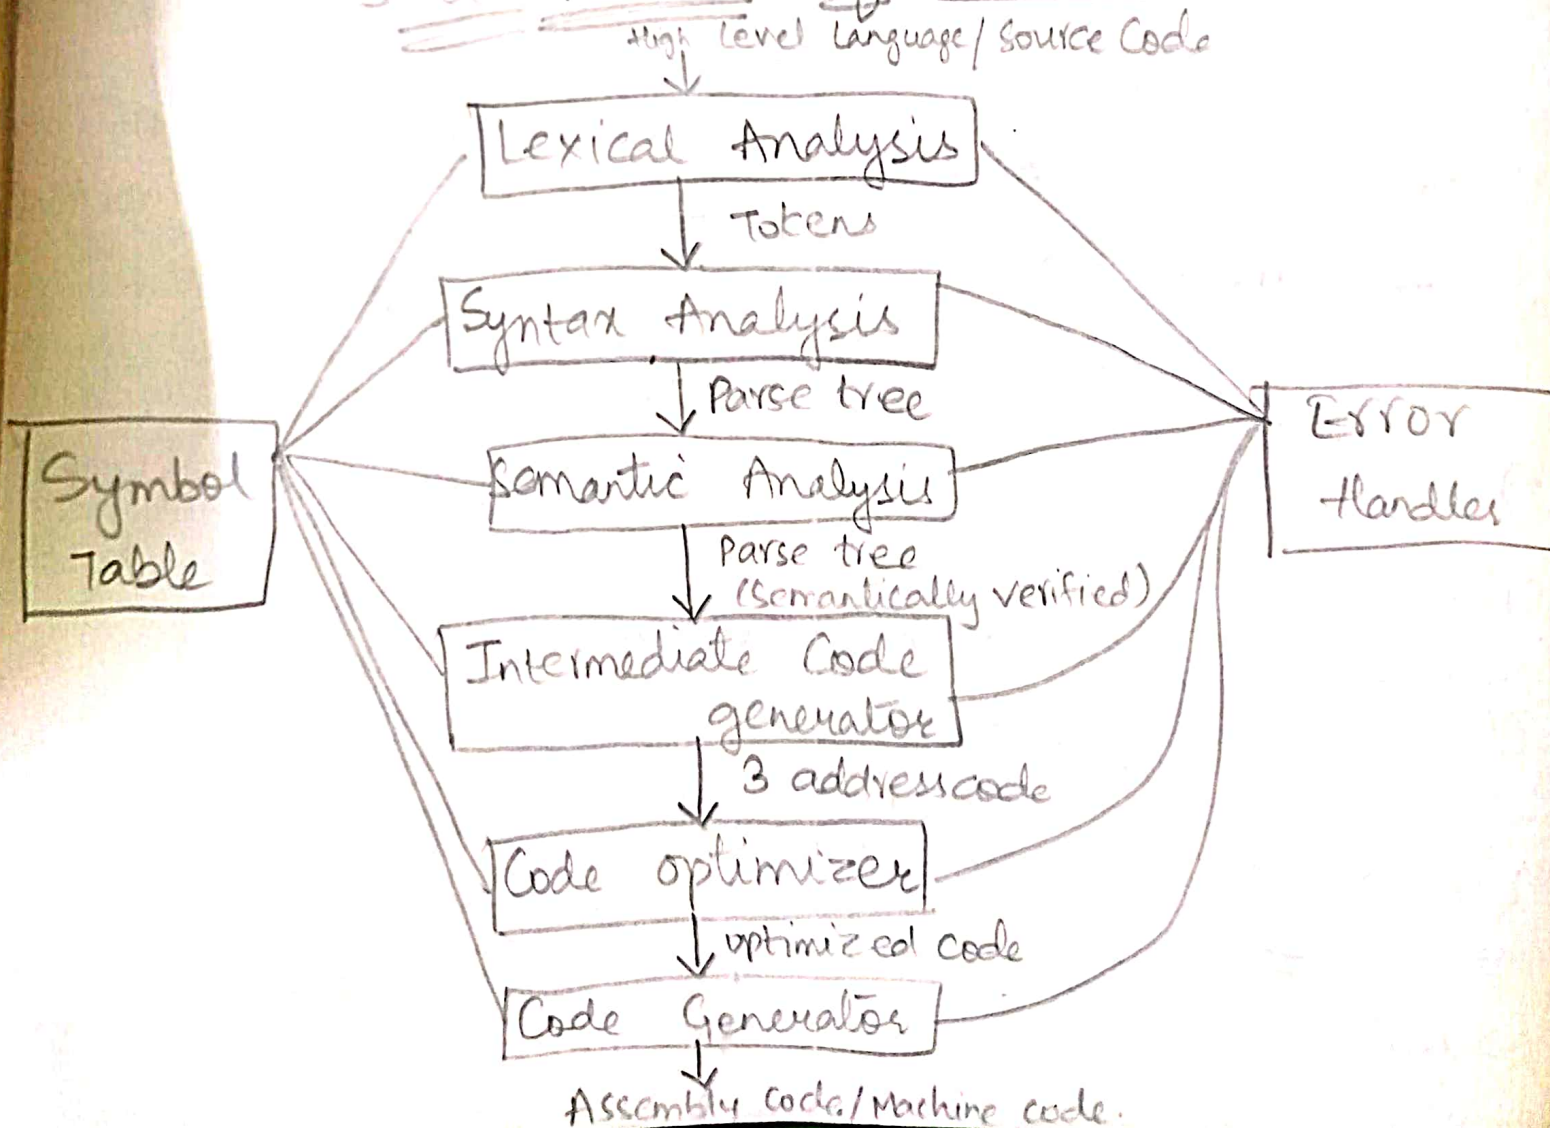 High Level Language/Source Code
Lexical Analysis
Tokens
Syntax Analysis
Parse tree
Semantic Analysis
Parse tree
(Semantically verified)
Intermediate Code
generator
3 address code
Code optimizer
optimized code
Code Generator
Assembly code/Machine code.
Symbol
Table
Error
Handler